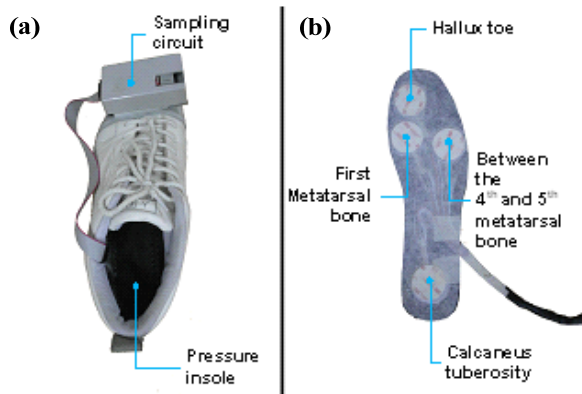 (a)
Sampling
circuit
Pressure
insole
(b)
Hallux toe
First
Metatarsal
bone
Between
the
4th and 5th
metatarsal
bone
Calcaneus
tuberosity